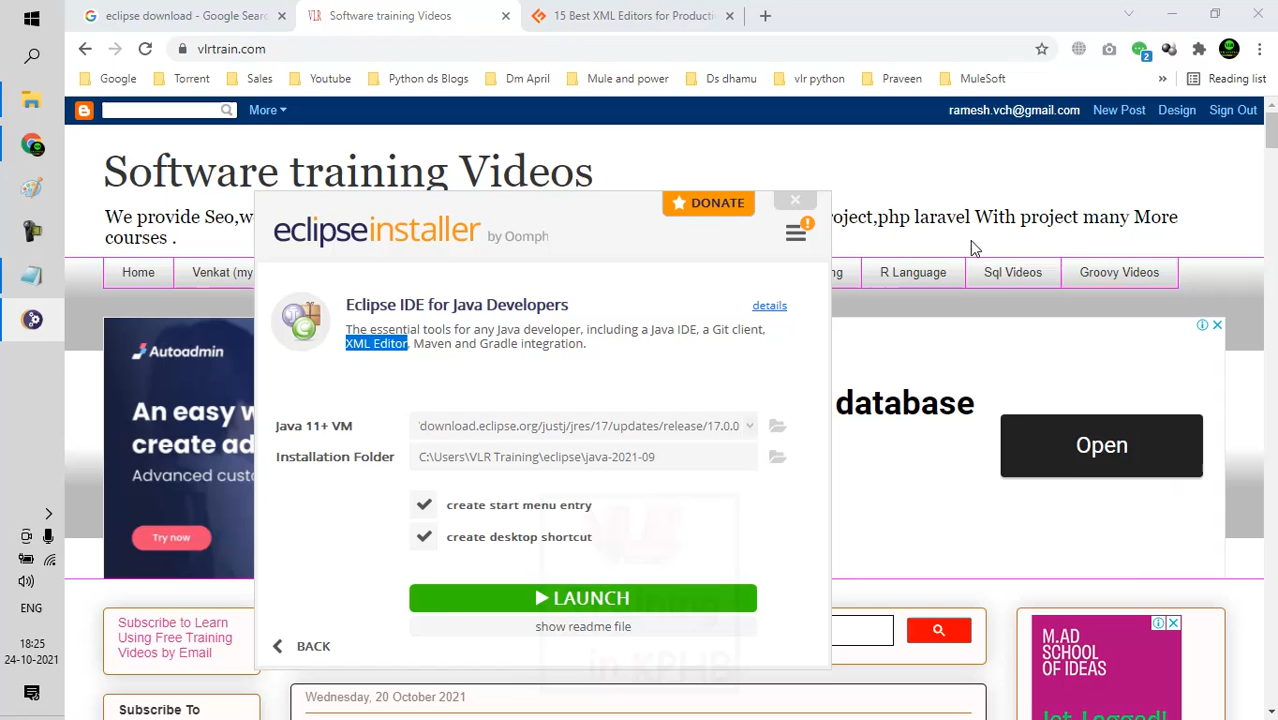 eclipse download - Google Searc
Software training Videos
15 Best XML Editors for Producti
vlrtrain.com
2
Google
Torrent
Sales
Youtube
Python ds Blogs
Dm April
Mule and power
Ds dhamu
vlr python
Praveen
MuleSoft
Reading list
More
ramesh.vch@gmail.com
New Post
Design
Sign Out
Software training Videos
We provide Seo,w
roject,php laravel With project many More
courses .
DONATE
eclipseinstaller by Oomph
Home
Venkat (my
ng
R Language
Sql Videos
Groovy Videos
Eclipse IDE for Java Developers
details
The essential tools for any Java developer, including a Java IDE, a Git client,
XML Editor, Maven and Gradle integration.
Autoadmin
An easy w
create ad
Advanced custo
Try now
database
Open
Java 11+ VM
download.eclipse.org/justj/jres/17/updates/release/17.0.0
Installation Folder
C:\Users\VLR Training\eclipse\java-2021-09
create start menu entry
create desktop shortcut
LAUNCH
show readme file
BACK
Training
in KPHB
Subscribe to Learn
Using Free Training
Videos by Email
M.AD
SCHOOL
OF IDEAS
Wednesday, 20 October 2021
Subscribe To
ENG
18:25
24-10-2021